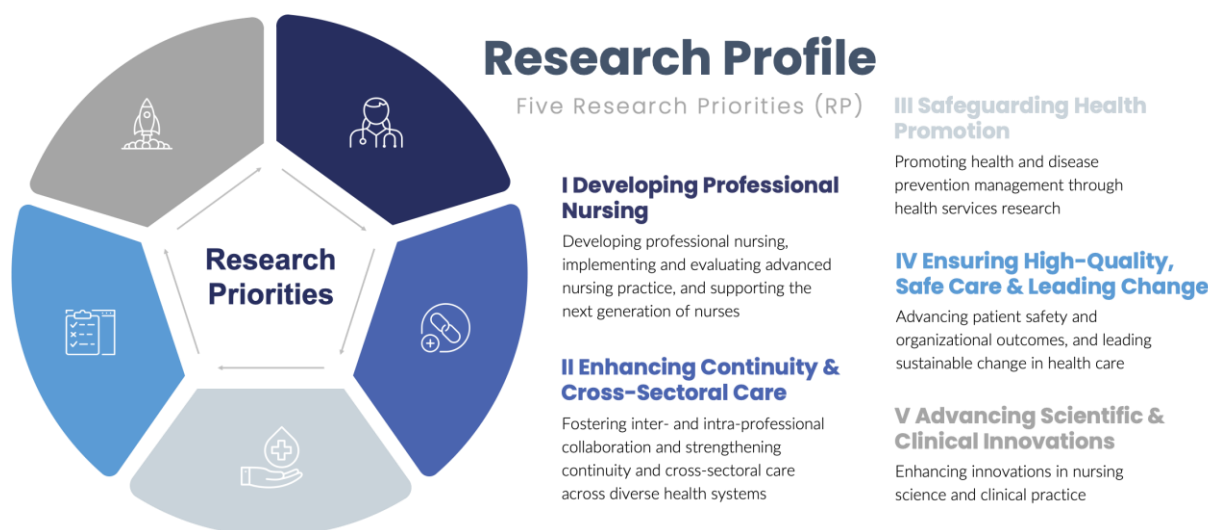 Research Profile
Five Research Priorities (RP)
Research
Priorities
I Developing Professional
Nursing
Developing professional nursing,
implementing and evaluating advanced
nursing practice, and supporting the
next generation of nurses
II Enhancing Continuity &
Cross-Sectoral Care
Fostering inter- and intra-professional
collaboration and strengthening
continuity and cross-sectoral care
across diverse health systems
III Safeguarding Health
Promotion
Promoting health and disease
prevention management through
health services research
IV Ensuring High-Quality,
Safe Care & Leading Change
Advancing patient safety and
organizational outcomes, and leading
sustainable change in health care
V Advancing Scientific &
Clinical Innovations
Enhancing innovations in nursing
science and clinical practice